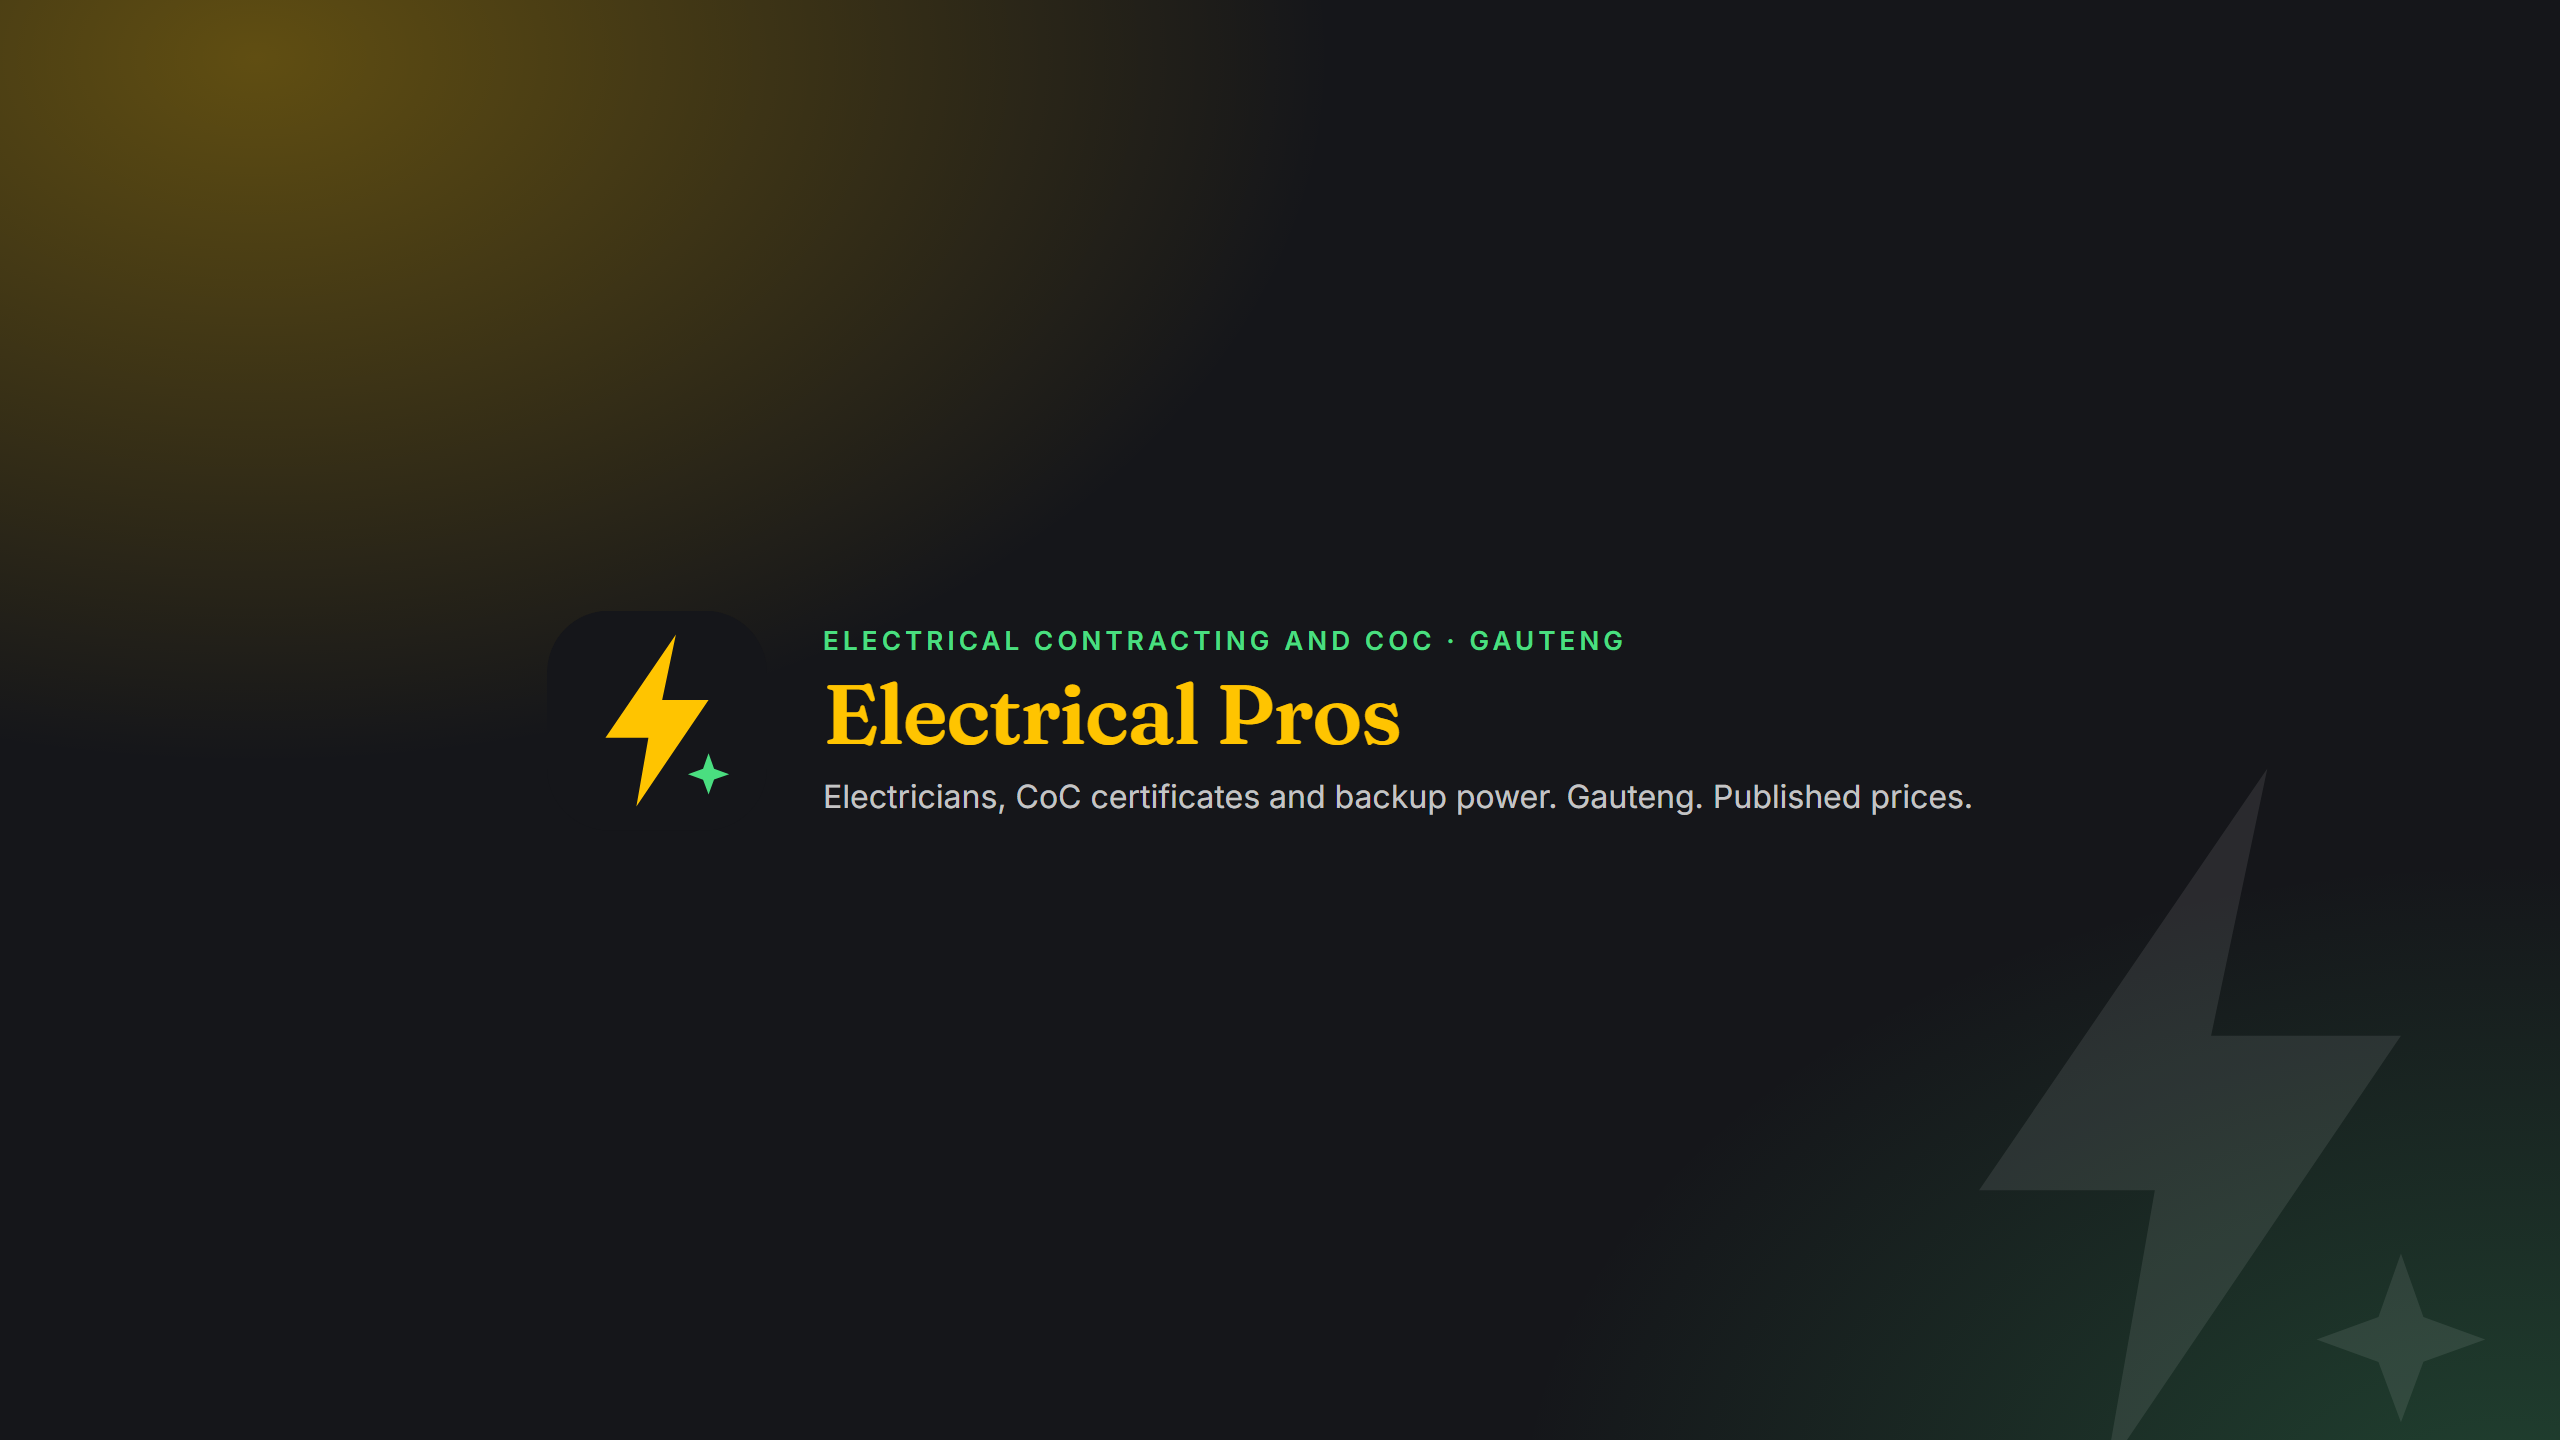 ELECTRICAL CONTRACTING AND COC · GAUTENG
Electrical Pros
Electricians, CoC certificates and backup power. Gauteng. Published prices.